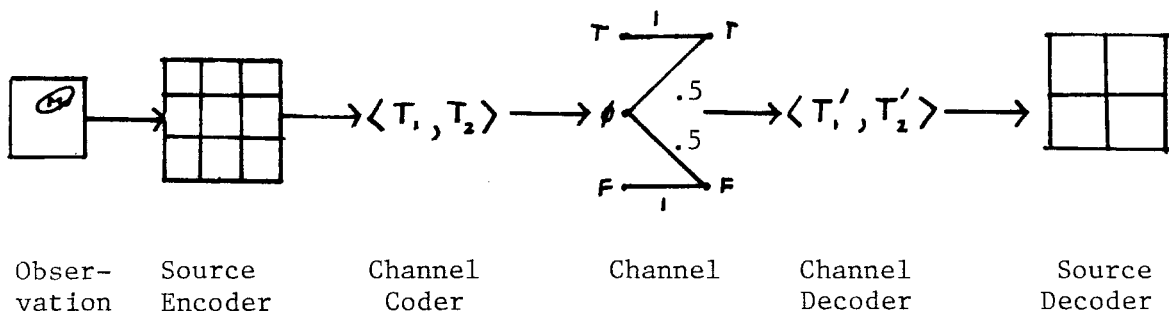 T 1 T
⟨T₁, T₂⟩ ø .5 .5 ⟨T₁′, T₂′⟩
F 1 F
Obser- Source Channel Channel Channel Source
vation Encoder Coder Decoder Decoder